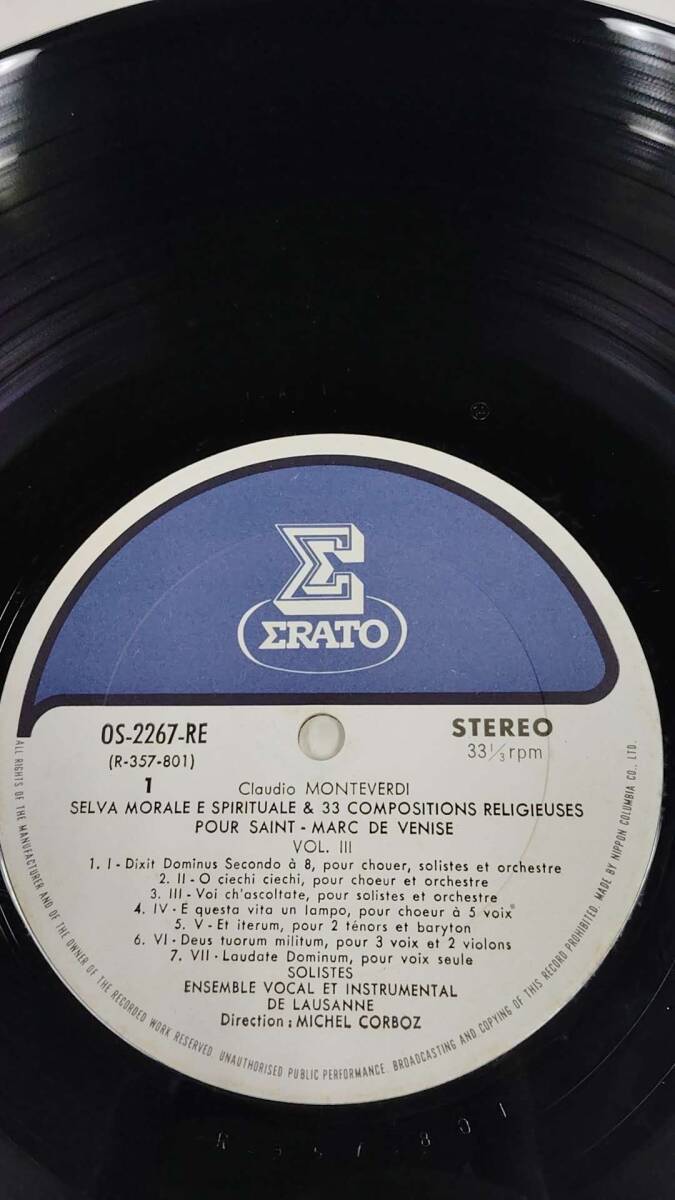 ΣRATO
OS-2267-RE
(R-357-801)
1
STEREO
33 1/3 rpm
Claudio MONTEVERDI
SELVA MORALE E SPIRITUALE & 33 COMPOSITIONS RELIGIEUSES
POUR SAINT - MARC DE VENISE
VOL. III
1. I - Dixit Dominus Secondo à 8, pour chouer, solistes et orchestre
2. II - O ciechi ciechi, pour choeur et orchestre
3. III - Voi ch'ascoltate, pour solistes et orchestre
4. IV - E questa vita un lampo, pour choeur à 5 voix
5. V - Et iterum, pour 2 ténors et baryton
6. VI - Deus tuorum militum, pour 3 voix et 2 violons
7. VII - Laudate Dominum, pour voix seule
SOLISTES
ENSEMBLE VOCAL ET INSTRUMENTAL
DE LAUSANNE
Direction : MICHEL CORBOZ
ALL RIGHTS OF THE MANUFACTURER AND OF THE OWNER OF THE RECORDED WORK RESERVED. UNAUTHORISED PUBLIC PERFORMANCE. BROADCASTING AND COPYING OF THIS RECORD PROHIBITED. MADE BY NIPPON COLUMBIA CO., LTD.
R 357 801